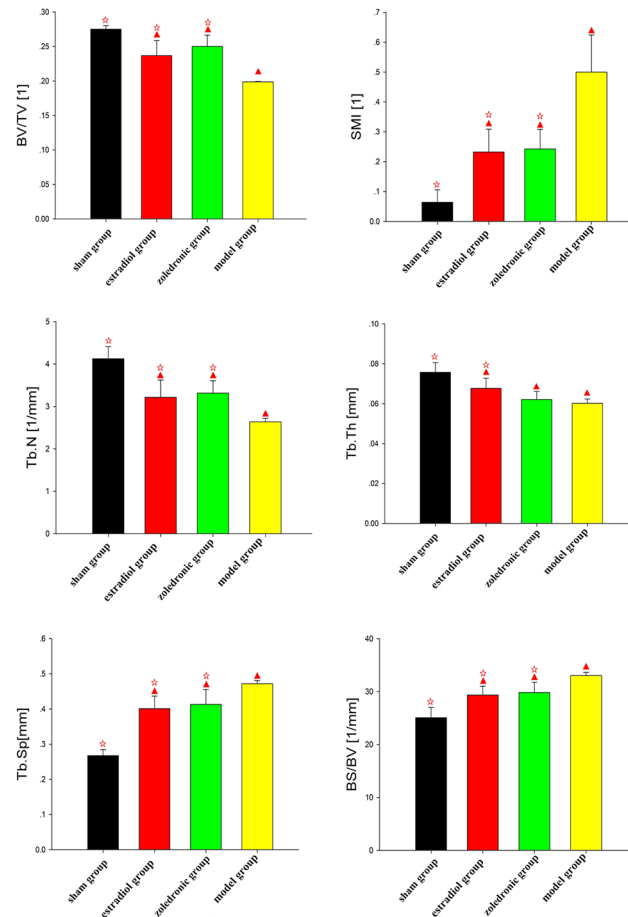 BV/TV [1]
.30
.25
.20
.15
.10
.05
0.00
sham group
estradiol group
zoledronic group
model group
SMI [1]
.7
.6
.5
.4
.3
.2
.1
0.0
sham group
estradiol group
zoledronic group
model group
Tb.N [1/mm]
5
4
3
2
1
0
sham group
estradiol group
zoledronic group
model group
Tb.Th [mm]
.10
.08
.06
.04
.02
0.00
sham group
estradiol group
zoledronic group
model group
Tb.Sp[mm]
.6
.5
.4
.3
.2
.1
0.0
sham group
estradiol group
zoledronic group
model group
BS/BV [1/mm]
40
30
20
10
0
sham group
estradiol group
zoledronic group
model group